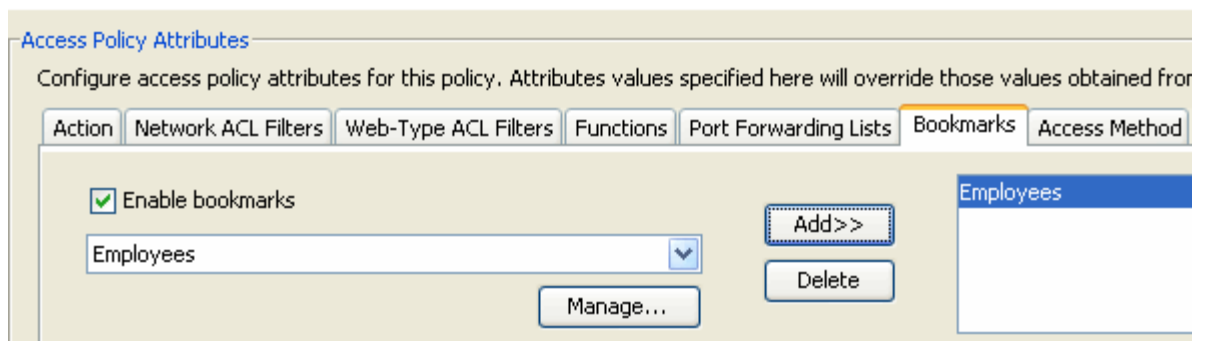 Access Policy Attributes
Configure access policy attributes for this policy. Attributes values specified here will override those values obtained from
Action Network ACL Filters Web-Type ACL Filters Functions Port Forwarding Lists Bookmarks Access Method
Enable bookmarks
Employees
Add>>
Employees
Delete
Manage...